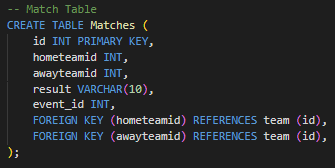 -- Match Table
CREATE TABLE Matches (
    id INT PRIMARY KEY,
    hometeamid INT,
    awayteamid INT,
    result VARCHAR(10),
    event_id INT,
    FOREIGN KEY (hometeamid) REFERENCES team (id),
    FOREIGN KEY (awayteamid) REFERENCES team (id),
);